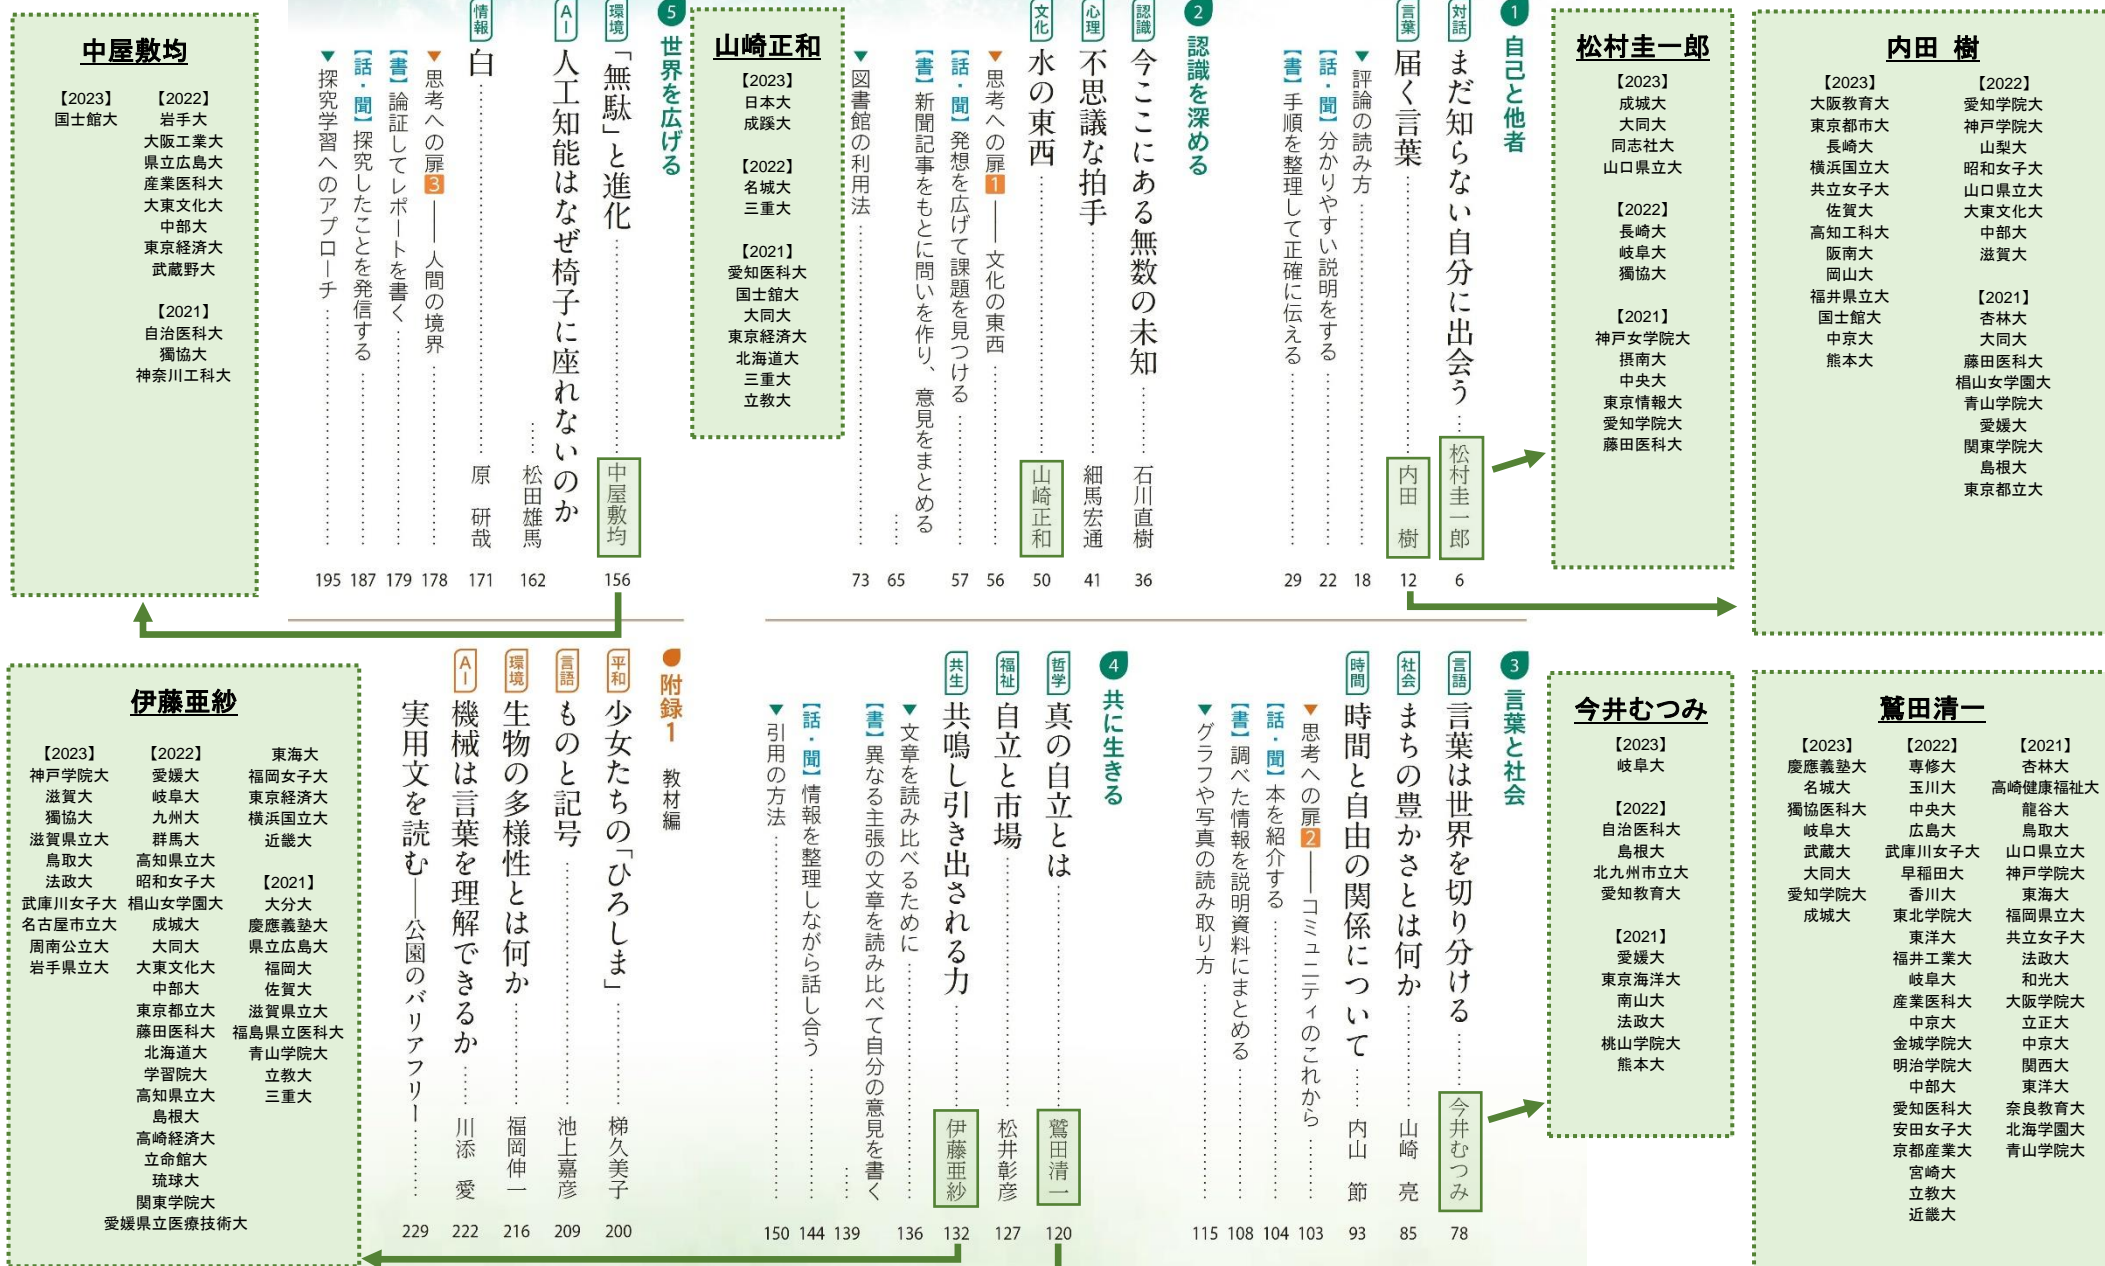 1 自己と他者
対話 まだ知らない自分に出会う 松村圭一郎 6
言葉 届く言葉 内田 樹 12
▼評論の読み方 18
【話・聞】分かりやすい説明をする 22
【書】手順を整理して正確に伝える 29
2 認識を深める
認識 今ここにある無数の未知 石川直樹 36
心理 不思議な拍手 細馬宏通 41
文化 水の東西 山崎正和 50
▼思考への扉1――文化の東西 56
【話・聞】発想を広げて課題を見つける 57
【書】新聞記事をもとに問いを作り、意見をまとめる 65
▼図書館の利用法 73
5 世界を広げる
環境 「無駄」と進化 中屋敷均 156
AI 人工知能はなぜ椅子に座れないのか 松田雄馬 162
情報 白 原 研哉 171
▼思考への扉3――人間の境界 178
【書】論証してレポートを書く 179
【話・聞】探究したことを発信する 187
▼探究学習へのアプローチ 195
3 言葉と社会
言語 言葉は世界を切り分ける 今井むつみ 78
社会 まちの豊かさとは何か 山崎 亮 85
時間 時間と自由の関係について 内山 節 93
▼思考への扉2――コミュニティのこれから 103
【話・聞】本を紹介する 104
【書】調べた情報を説明資料にまとめる 108
▼グラフや写真の読み取り方 115
4 共に生きる
哲学 真の自立とは 鷲田清一 120
福祉 自立と市場 松井彰彦 127
共生 共鳴し引き出される力 伊藤亜紗 132
▼文章を読み比べるために 136
【書】異なる主張の文章を読み比べて自分の意見を書く 139
【話・聞】情報を整理しながら話し合う 144
▼引用の方法 150
附録1 教材編
平和 少女たちの「ひろしま」 梯久美子 200
言語 ものと記号 池上嘉彦 209
環境 生物の多様性とは何か 福岡伸一 216
AI 機械は言葉を理解できるか 川添 愛 222
実用文を読む――公園のバリアフリー 229
内田 樹
【2023】
大阪教育大
東京都市大
長崎大
横浜国立大
共立女子大
佐賀大
高知工科大
阪南大
岡山大
福井県立大
国士館大
中京大
熊本大
【2022】
愛知学院大
神戸学院大
山梨大
昭和女子大
山口県立大
大東文化大
中部大
滋賀大
【2021】
杏林大
大同大
藤田医科大
椙山女学園大
青山学院大
愛媛大
関東学院大
島根大
東京都立大
松村圭一郎
【2023】
成城大
大同大
同志社大
山口県立大
【2022】
長崎大
岐阜大
獨協大
【2021】
神戸女学院大
摂南大
中央大
東京情報大
愛知学院大
藤田医科大
山崎正和
【2023】
日本大
成蹊大
【2022】
名城大
三重大
【2021】
愛知医科大
国士館大
大同大
東京経済大
北海道大
三重大
立教大
中屋敷均
【2023】
国士館大
【2022】
岩手大
大阪工業大
県立広島大
産業医科大
大東文化大
中部大
東京経済大
武蔵野大
【2021】
自治医科大
獨協大
神奈川工科大
鷲田清一
【2023】
慶應義塾大
名城大
獨協医科大
岐阜大
武蔵大
大同大
愛知学院大
成城大
【2022】
専修大
玉川大
中央大
広島大
武庫川女子大
早稲田大
香川大
東北学院大
東洋大
福井工業大
岐阜大
産業医科大
中京大
金城学院大
明治学院大
中部大
愛知医科大
安田女子大
京都産業大
宮崎大
立教大
近畿大
【2021】
杏林大
高崎健康福祉大
龍谷大
鳥取大
山口県立大
神戸学院大
東海大
福岡県立大
共立女子大
法政大
和光大
大阪学院大
立正大
中京大
関西大
東洋大
奈良教育大
北海学園大
青山学院大
今井むつみ
【2023】
岐阜大
【2022】
自治医科大
島根大
北九州市立大
愛知教育大
【2021】
愛媛大
東京海洋大
南山大
法政大
桃山学院大
熊本大
伊藤亜紗
【2023】
神戸学院大
滋賀大
獨協大
滋賀県立大
鳥取大
法政大
武庫川女子大
名古屋市立大
周南公立大
岩手県立大
【2022】
愛媛大
岐阜大
九州大
群馬大
高知県立大
昭和女子大
椙山女学園大
成城大
大同大
大東文化大
中部大
東京都立大
藤田医科大
北海道大
学習院大
高知県立大
島根大
高崎経済大
立命館大
琉球大
関東学院大
愛媛県立医療技術大
東海大
福岡女子大
東京経済大
横浜国立大
近畿大
【2021】
大分大
慶應義塾大
県立広島大
福岡大
佐賀大
滋賀県立大
福島県立医科大
青山学院大
立教大
三重大